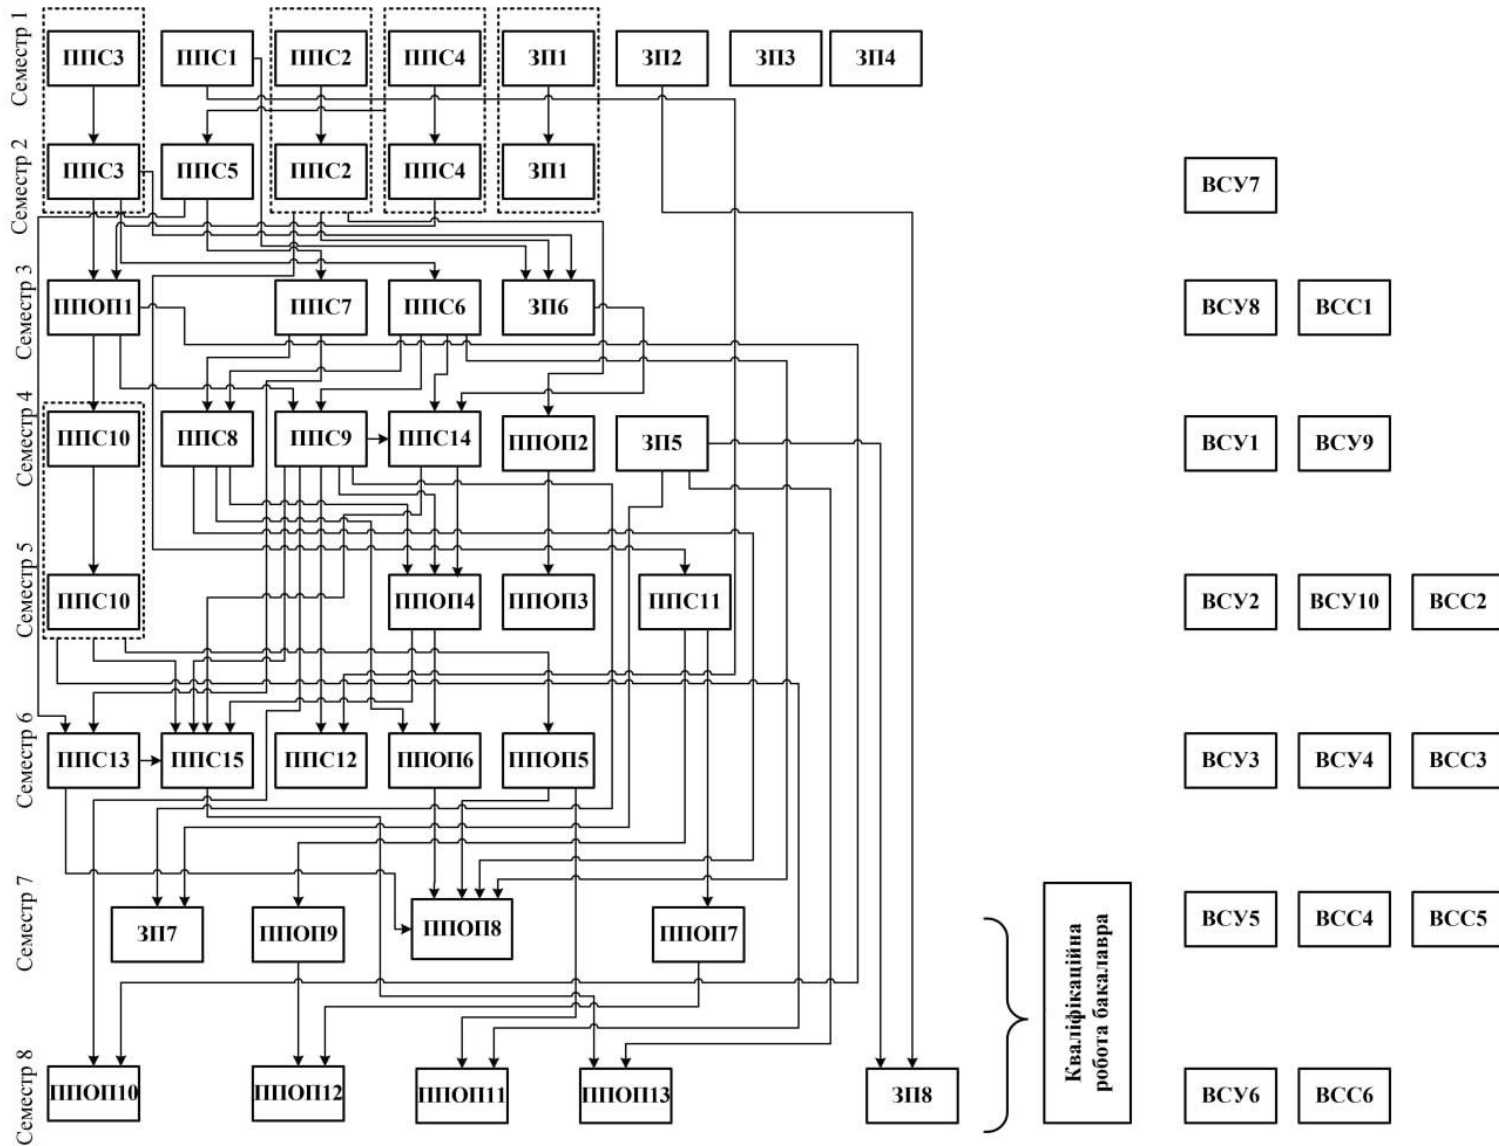 Семестр 1
ППС3
ППС1
ППС2
ППС4
ЗП1
ЗП2
ЗП3
ЗП4
Семестр 2
ППС3
ППС5
ППС2
ППС4
ЗП1
ВСУ7
Семестр 3
ППОП1
ППС7
ППС6
ЗП6
ВСУ8
ВСС1
Семестр 4
ППС10
ППС8
ППС9
ППС14
ППОП2
ЗП5
ВСУ1
ВСУ9
Семестр 5
ППС10
ППОП4
ППОП3
ППС11
ВСУ2
ВСУ10
ВСС2
Семестр 6
ППС13
ППС15
ППС12
ППОП6
ППОП5
ВСУ3
ВСУ4
ВСС3
Семестр 7
ЗП7
ППОП9
ППОП8
ППОП7
ВСУ5
ВСС4
ВСС5
Кваліфікаційна
робота бакалавра
Семестр 8
ППОП10
ППОП12
ППОП11
ППОП13
ЗП8
ВСУ6
ВСС6